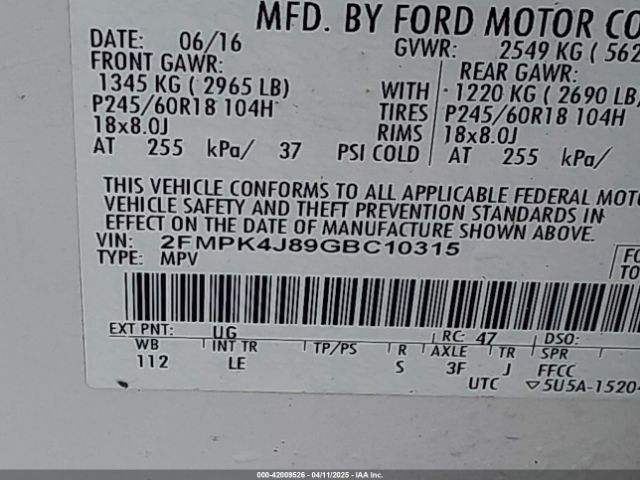 MFD. BY FORD MOTOR CO
DATE: 06/16 GVWR: 2549 KG ( 562
FRONT GAWR: REAR GAWR:
1345 KG ( 2965 LB) WITH 1220 KG ( 2690 LB)
P245/60R18 104H TIRES P245/60R18 104H
18x8.0J RIMS 18x8.0J
AT 255 kPa/ 37 PSI COLD AT 255 kPa/
THIS VEHICLE CONFORMS TO ALL APPLICABLE FEDERAL MOTO
VEHICLE SAFETY AND THEFT PREVENTION STANDARDS IN
EFFECT ON THE DATE OF MANUFACTURE SHOWN ABOVE.
VIN: 2FMPK4J89GBC10315
TYPE: MPV
FO
TO
EXT PNT: UG RC: 47 DSO:
WB INT TR TP/PS R AXLE TR SPR
112 LE S 3F J FFCC
UTC ▽5U5A-1520
000-42009526 - 04/11/2025 - IAA Inc.